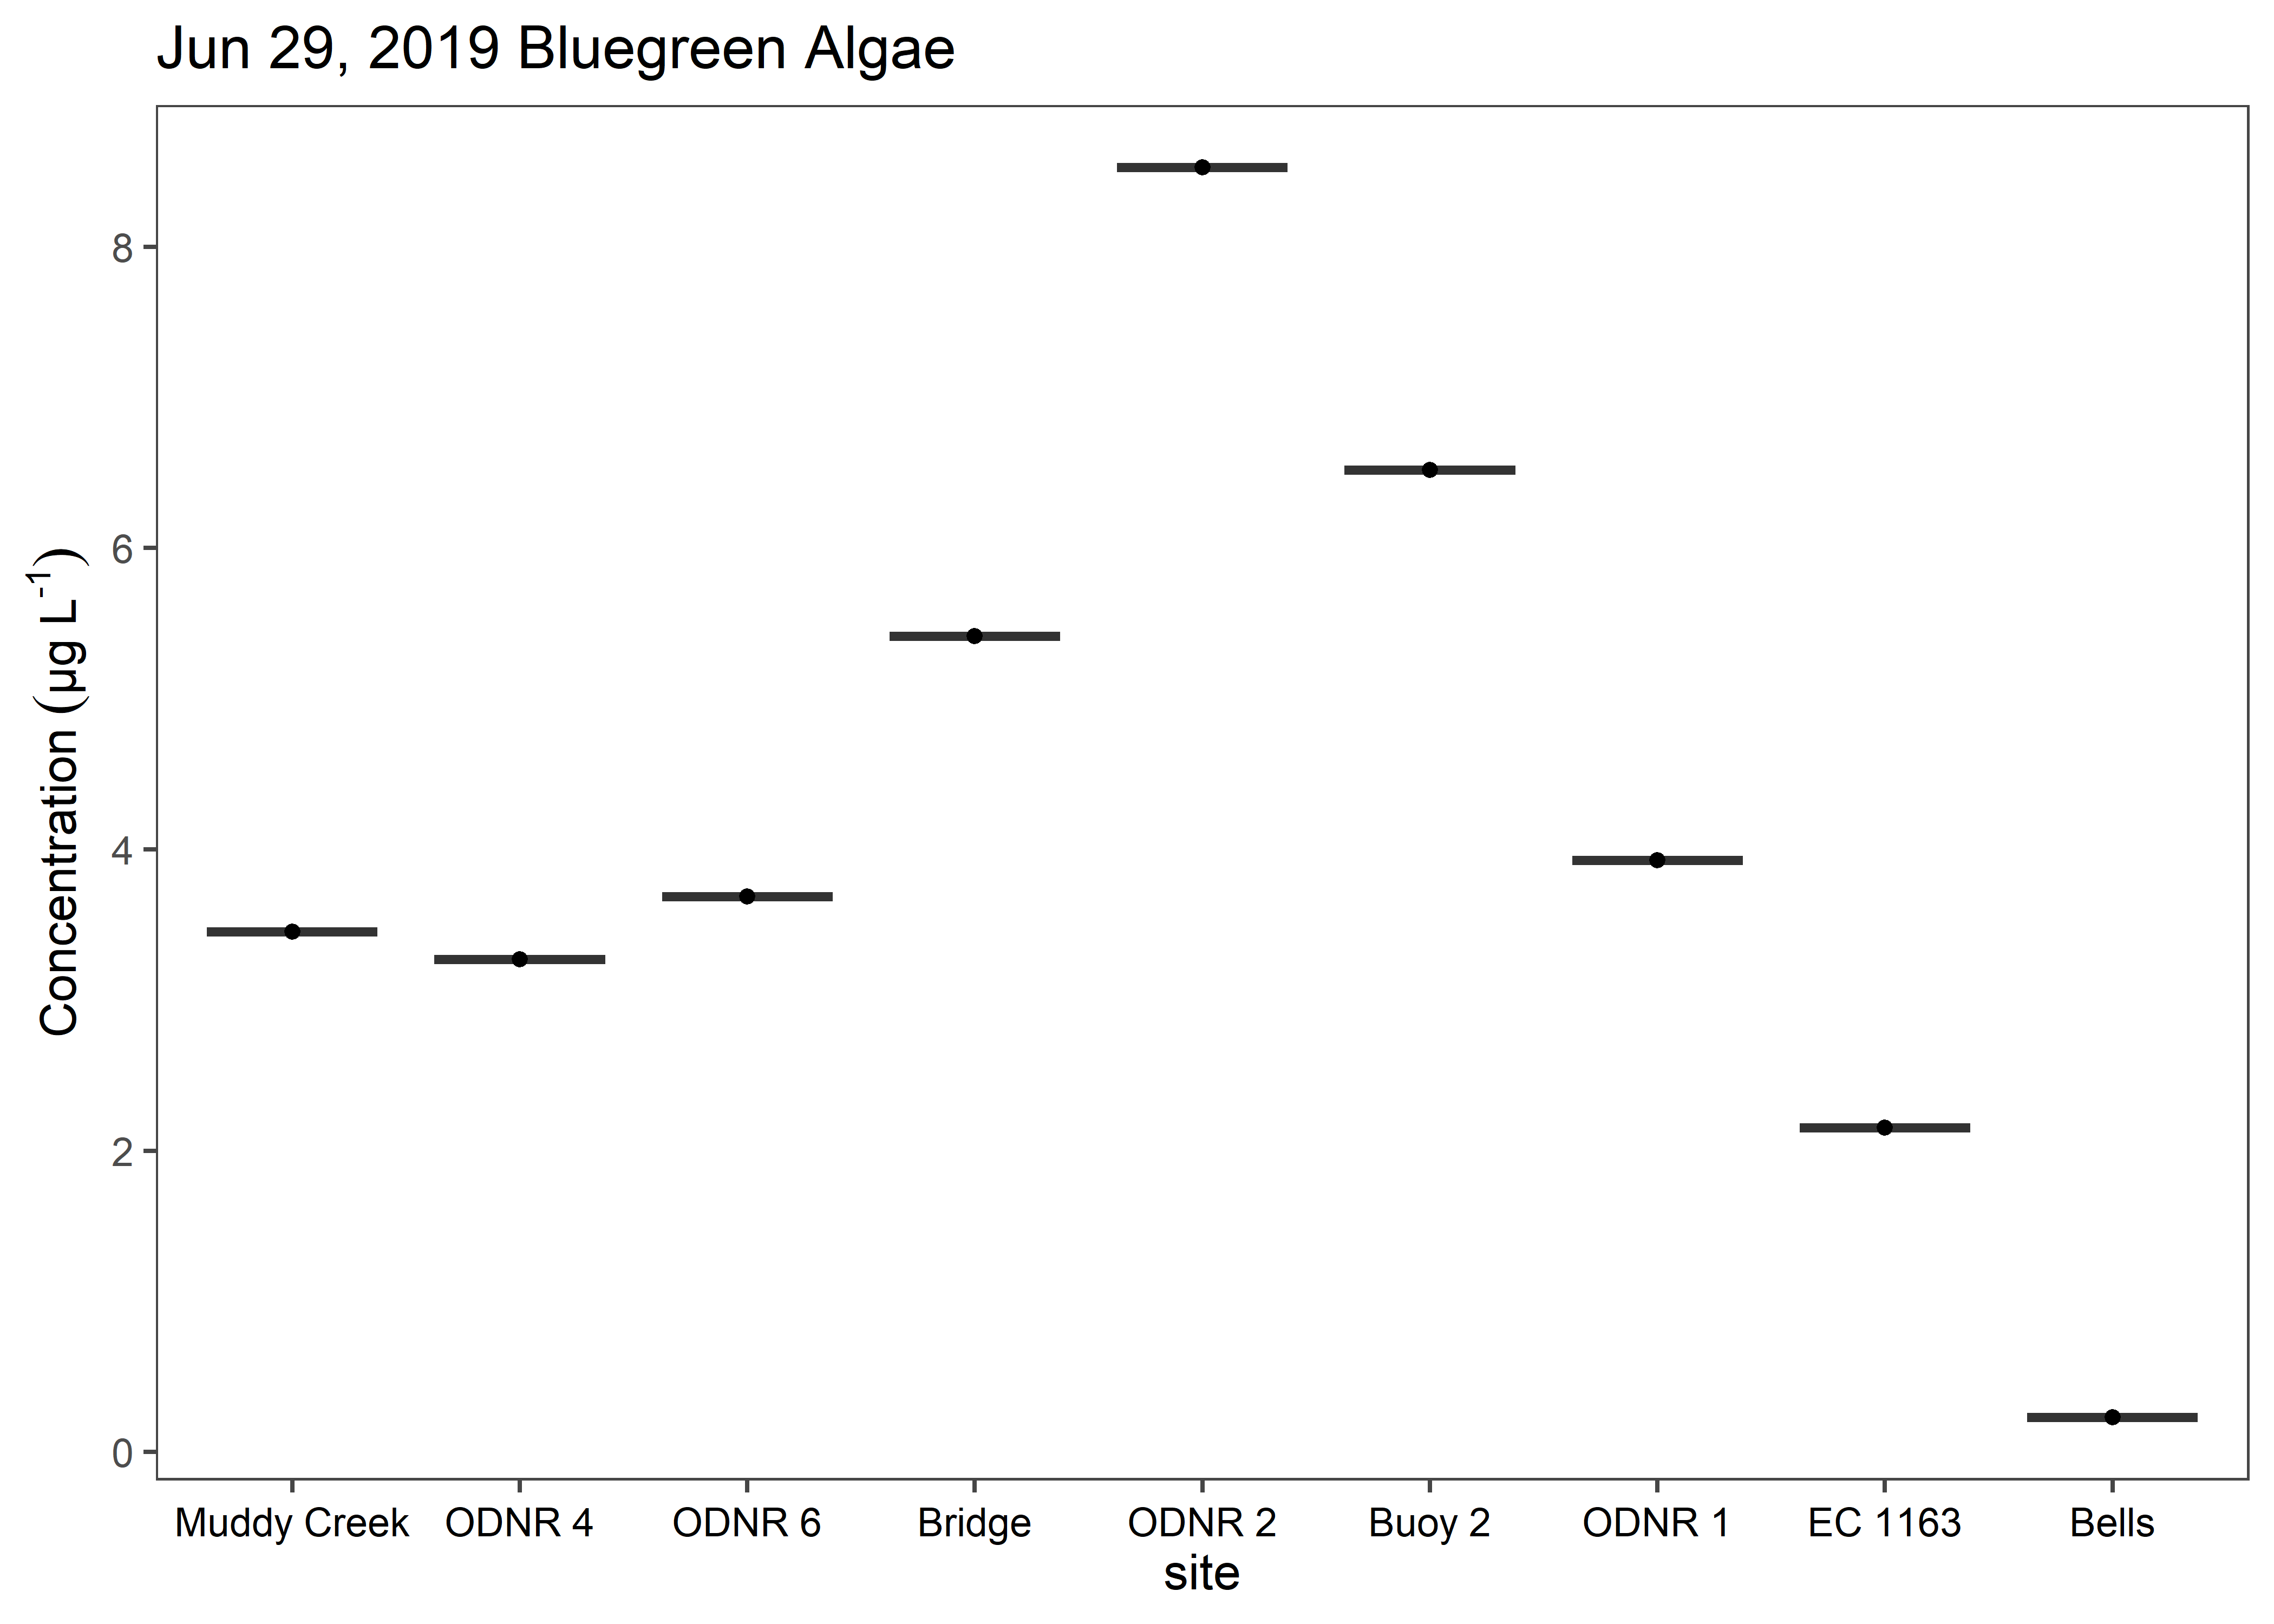 Jun 29, 2019 Bluegreen Algae
Concentration (µg L⁻¹)
8
6
4
2
0
Muddy Creek ODNR 4 ODNR 6 Bridge ODNR 2 Buoy 2 ODNR 1 EC 1163 Bells
site